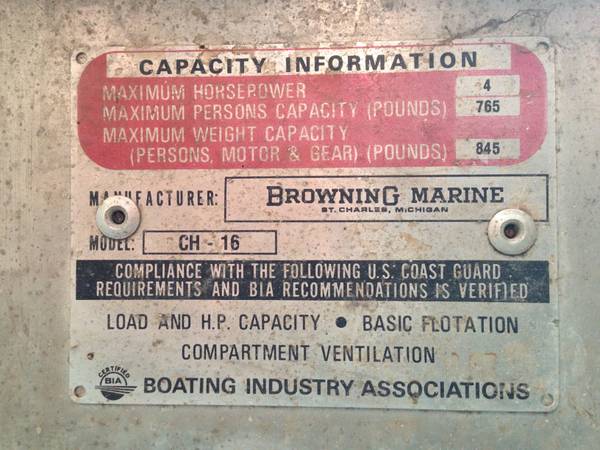 CAPACITY INFORMATION
MAXIMUM HORSEPOWER 4
MAXIMUM PERSONS CAPACITY (POUNDS) 765
MAXIMUM WEIGHT CAPACITY
(PERSONS, MOTOR & GEAR) (POUNDS) 845
MANUFACTURER: BROWNING MARINE
ST. CHARLES, MICHIGAN
MODEL: CH - 16
COMPLIANCE WITH THE FOLLOWING U.S. COAST GUARD
REQUIREMENTS AND BIA RECOMMENDATIONS IS VERIFIED
LOAD AND H.P. CAPACITY • BASIC FLOTATION
COMPARTMENT VENTILATION
CERTIFIED
BIA
BOATING INDUSTRY ASSOCIATIONS